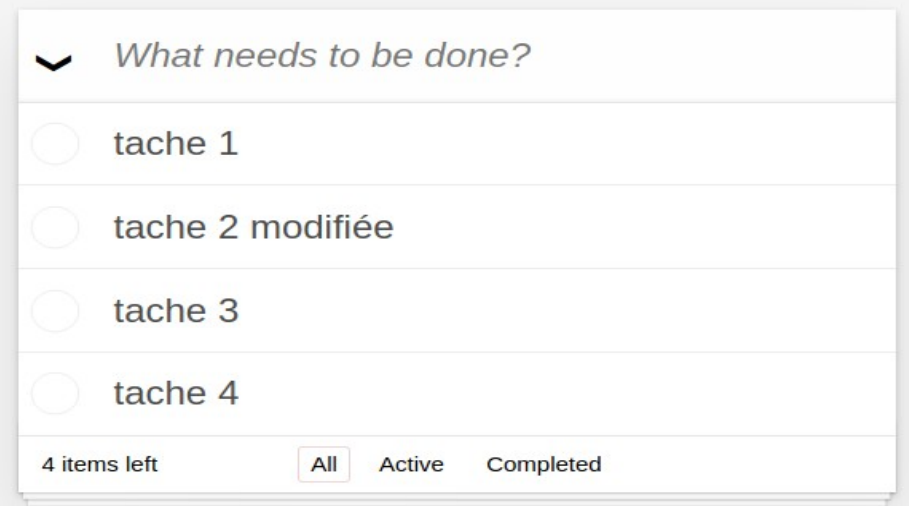 What needs to be done?
tache 1
tache 2 modifiée
tache 3
tache 4
4 items left All Active Completed